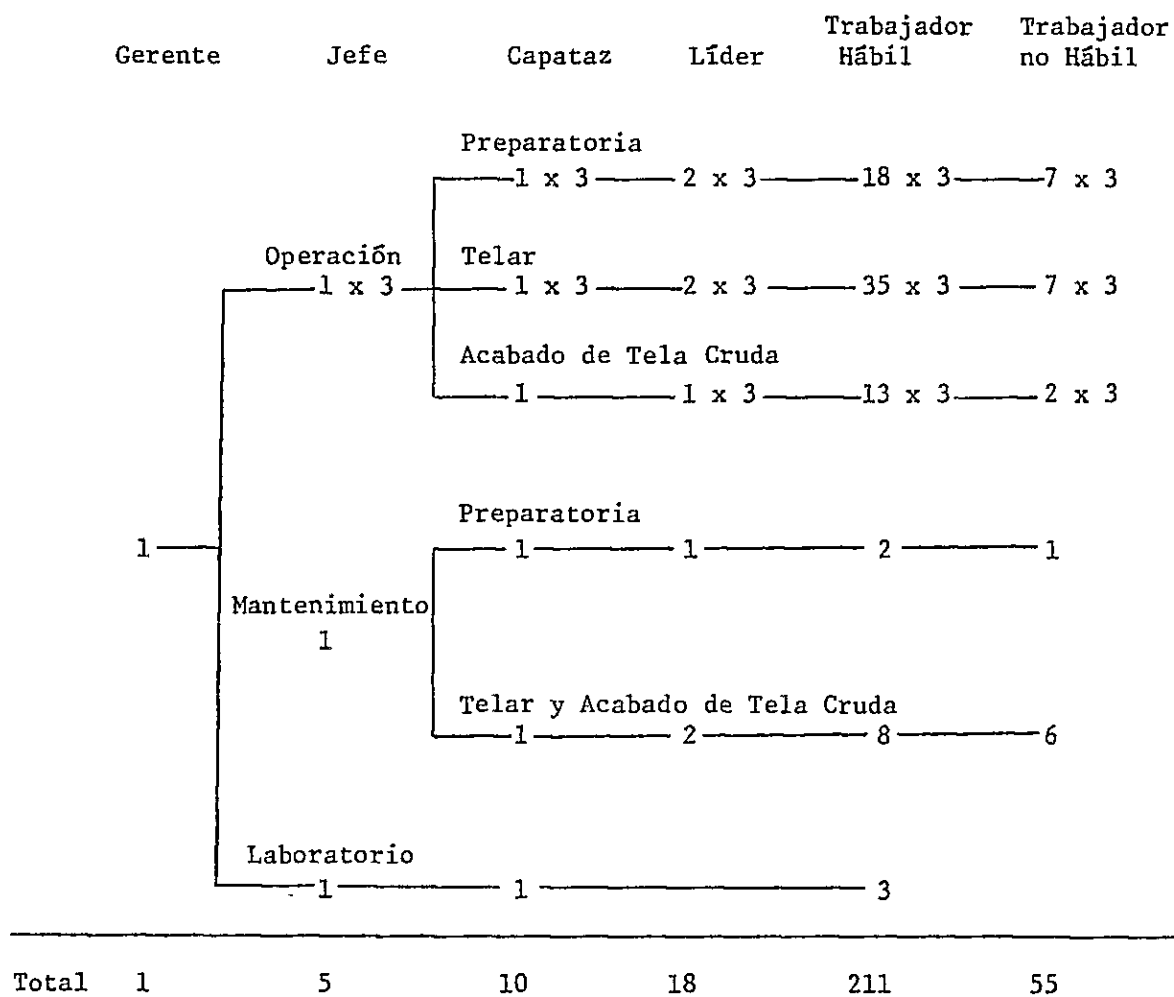 Trabajador Trabajador
Gerente Jefe Capataz Líder Hábil no Hábil
Preparatoria
1 x 3 2 x 3 18 x 3 7 x 3
Operación Telar
1 x 3 1 x 3 2 x 3 35 x 3 7 x 3
Acabado de Tela Cruda
1 1 x 3 13 x 3 2 x 3
Preparatoria
1 1 1 2 1
Mantenimiento
1
Telar y Acabado de Tela Cruda
1 2 8 6
Laboratorio
1 1 3
Total 1 5 10 18 211 55